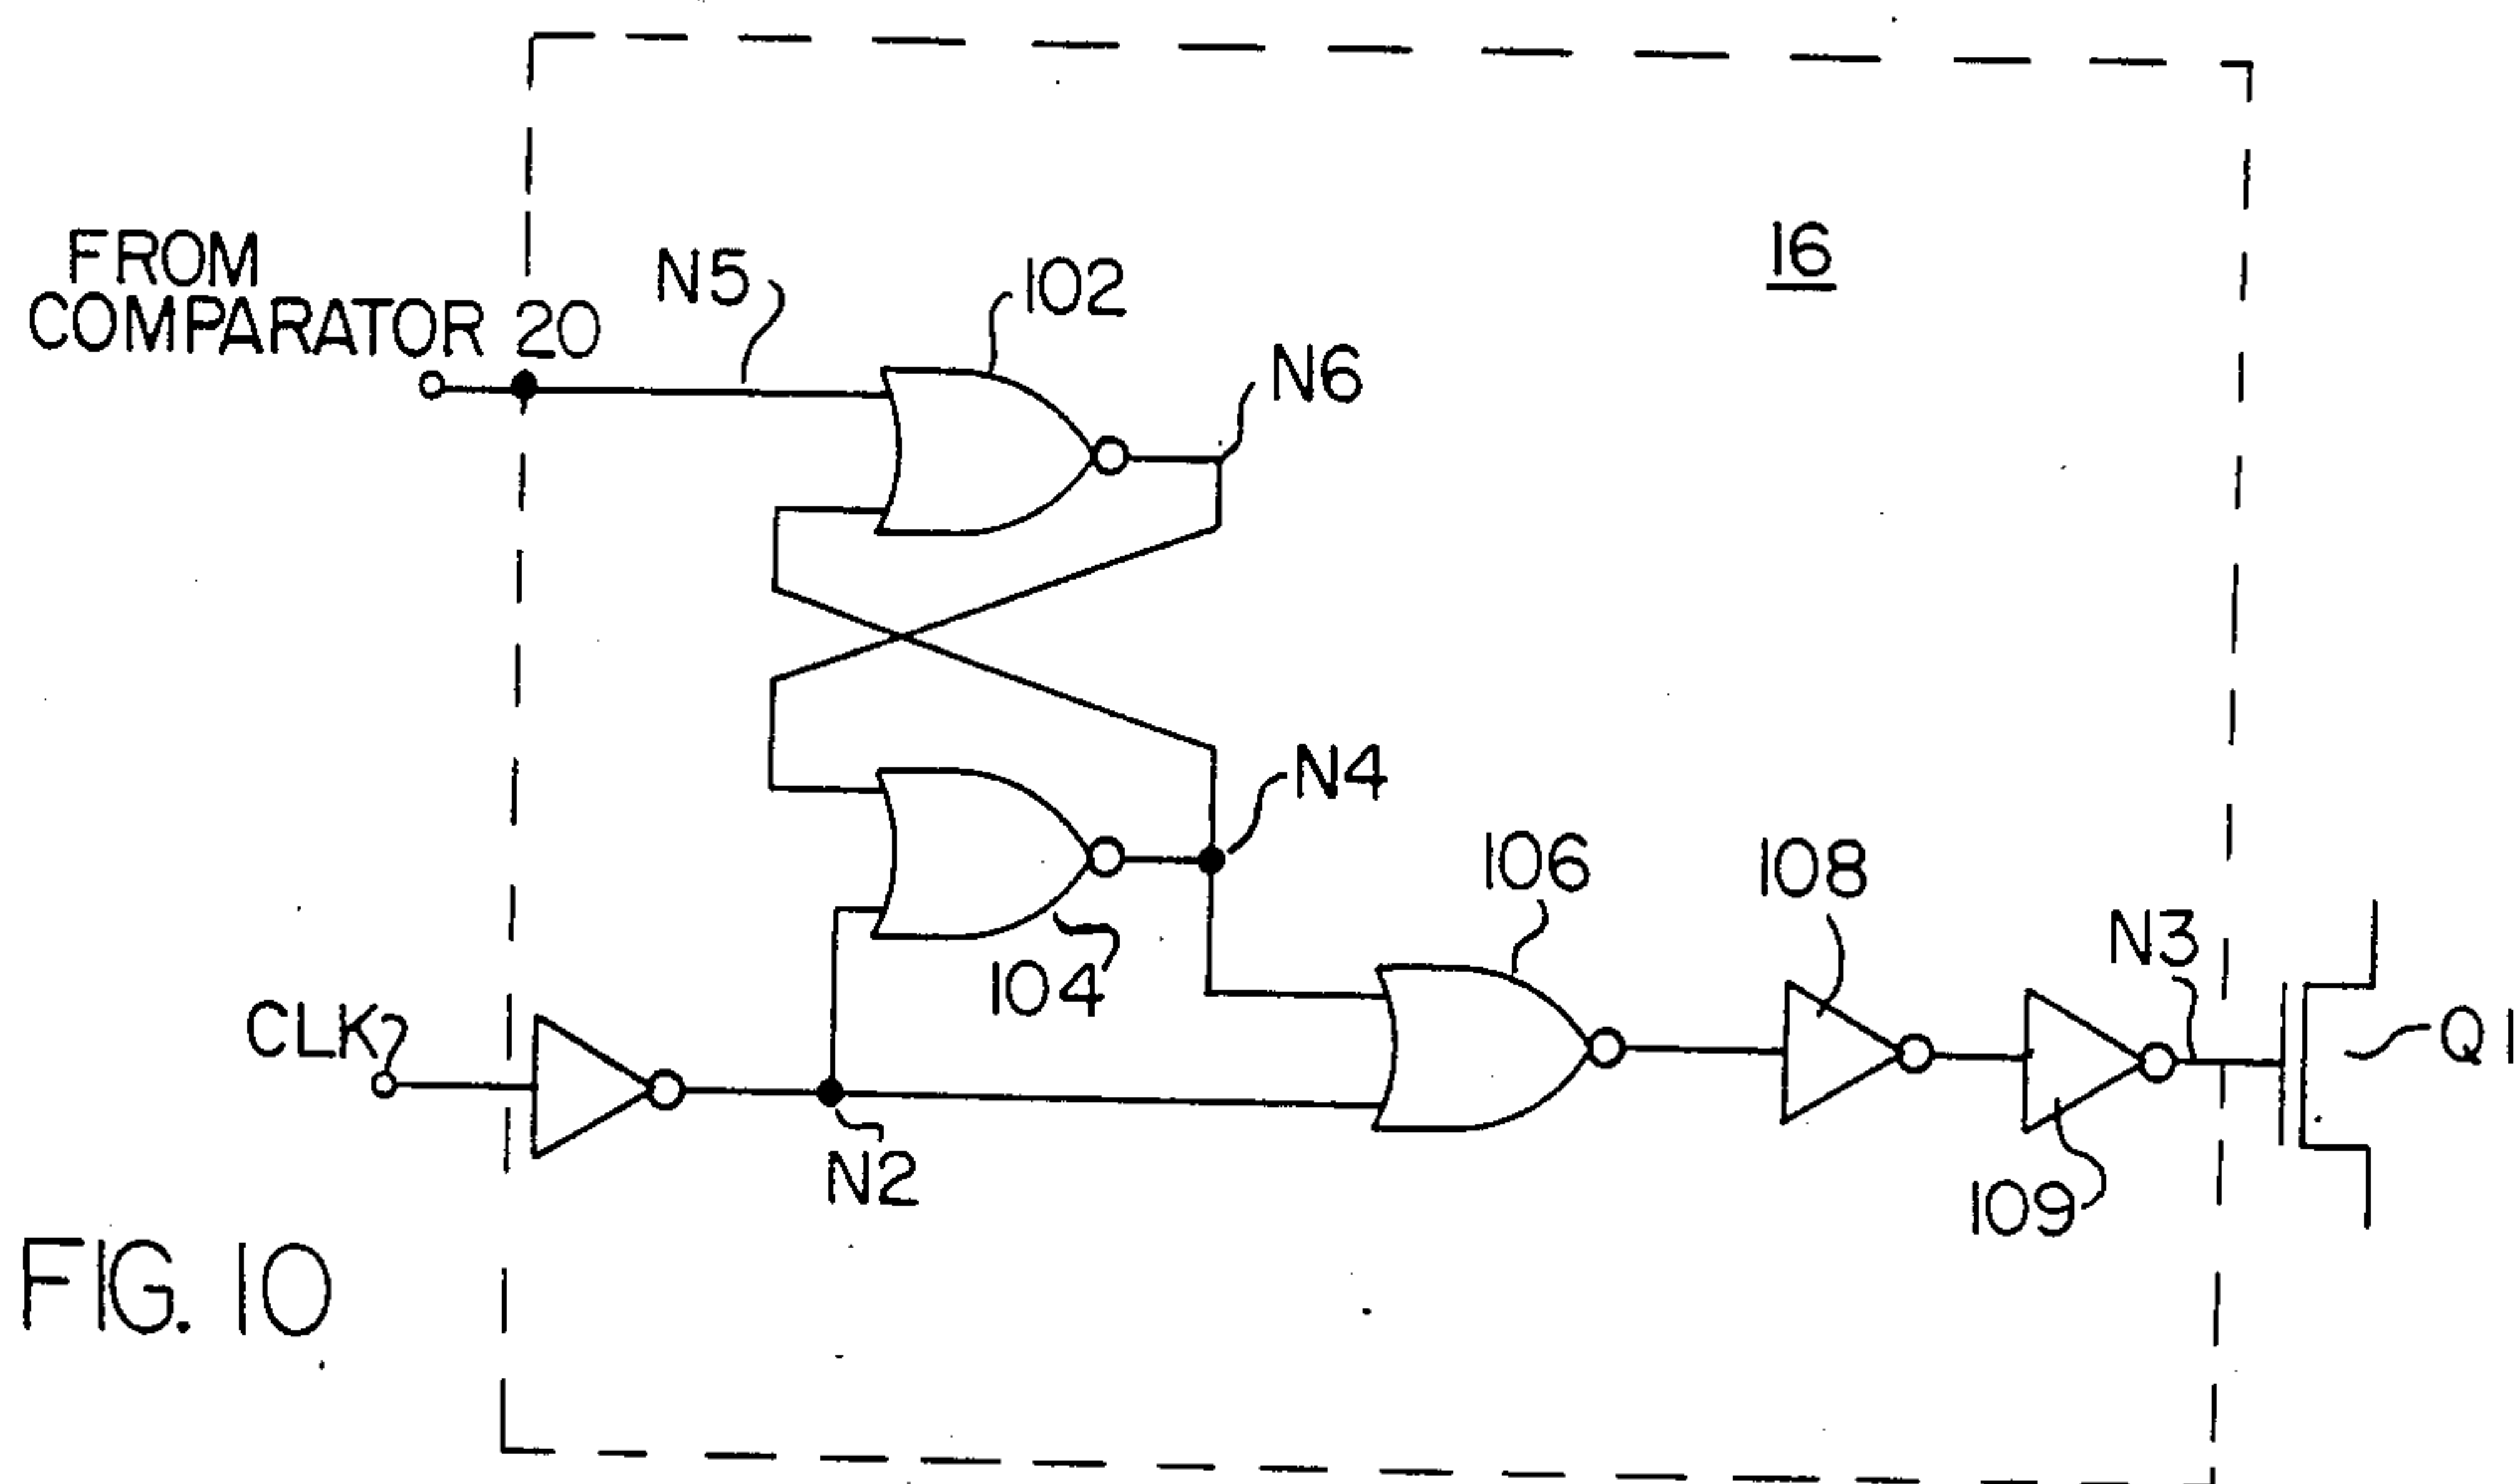 FROM
COMPARATOR 20
N5
102
16
N6
N4
106
108
N3
104
CLK
Q1
N2
109
FIG. 10